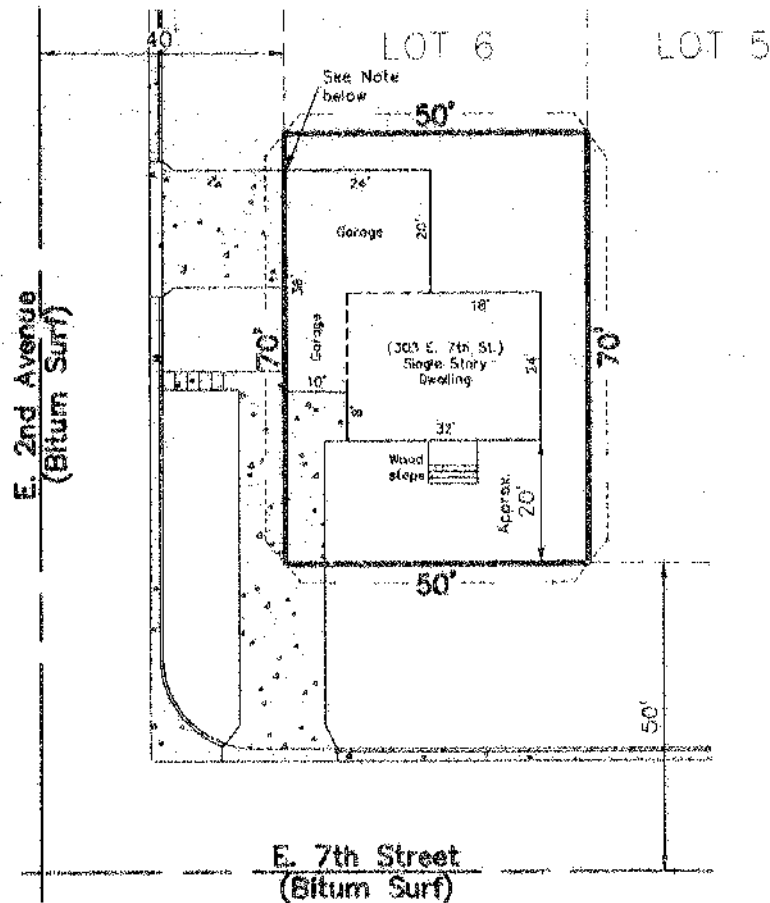 40'
LOT 6
LOT 5
See Note
below
50'
24'
Garage
20'
38'
70'
Garage
18'
(303 E. 7th. St.)
Single Story
Dwelling
24'
70'
10'
8'
32'
Wood
steps
Approx.
20'
50'
E. 2nd Avenue
(Bitum Surf)
50'
E. 7th Street
(Bitum Surf)